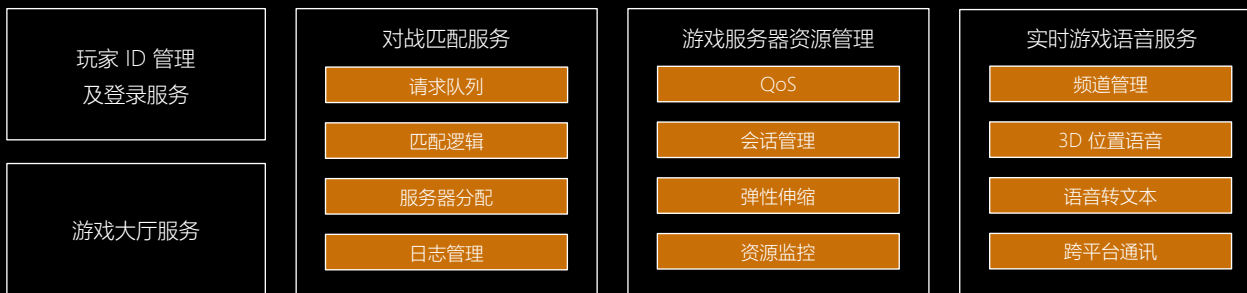 玩家 ID 管理
及登录服务
游戏大厅服务
对战匹配服务
请求队列
匹配逻辑
服务器分配
日志管理
游戏服务器资源管理
QoS
会话管理
弹性伸缩
资源监控
实时游戏语音服务
频道管理
3D 位置语音
语音转文本
跨平台通讯